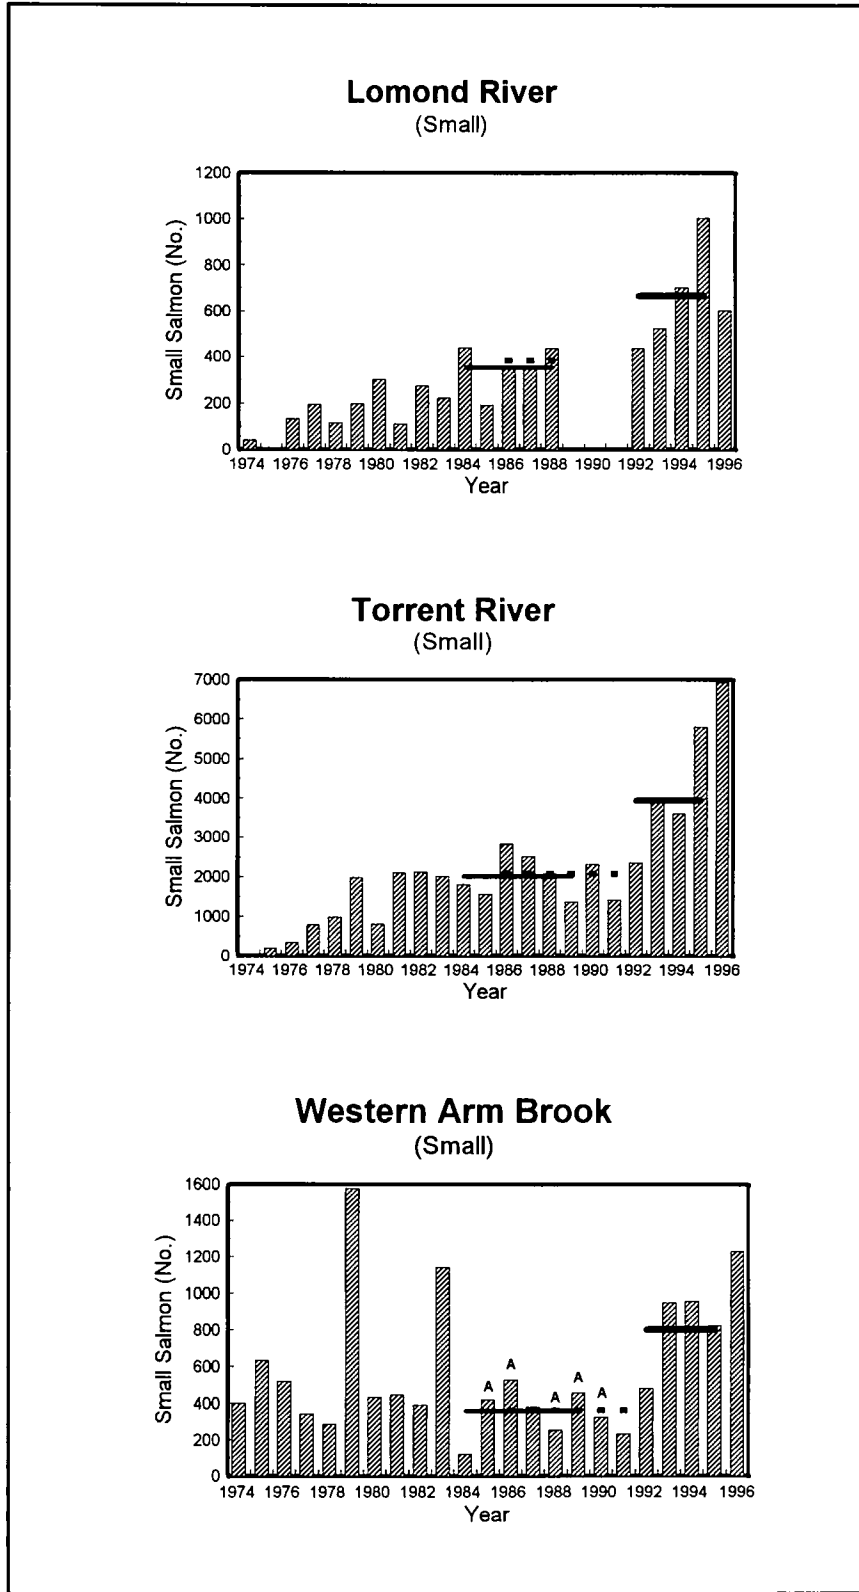 Lomond River
(Small)
Small Salmon (No.)
1200
1000
800
600
400
200
0
1974 1976 1978 1980 1982 1984 1986 1988 1990 1992 1994 1996
Year
Torrent River
(Small)
Small Salmon (No.)
7000
6000
5000
4000
3000
2000
1000
0
1974 1976 1978 1980 1982 1984 1986 1988 1990 1992 1994 1996
Year
Western Arm Brook
(Small)
Small Salmon (No.)
1600
1400
1200
1000
800
600
400
200
0
A A A A A
1974 1976 1978 1980 1982 1984 1986 1988 1990 1992 1994 1996
Year